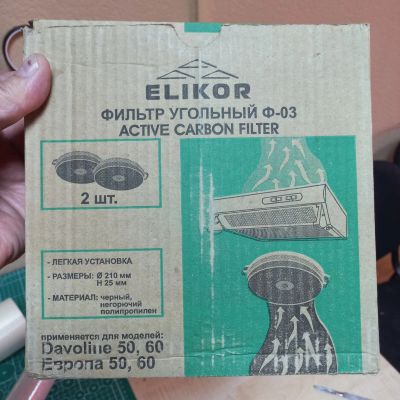 ELIKOR
ФИЛЬТР УГОЛЬНЫЙ Ф-03
ACTIVE CARBON FILTER
2 шт.
- ЛЕГКАЯ УСТАНОВКА
- РАЗМЕРЫ: Ø 210 мм
H 25 мм
- МАТЕРИАЛ: черный,
негорючий
полипропилен
применяется для моделей:
Davoline 50, 60
Европа 50, 60